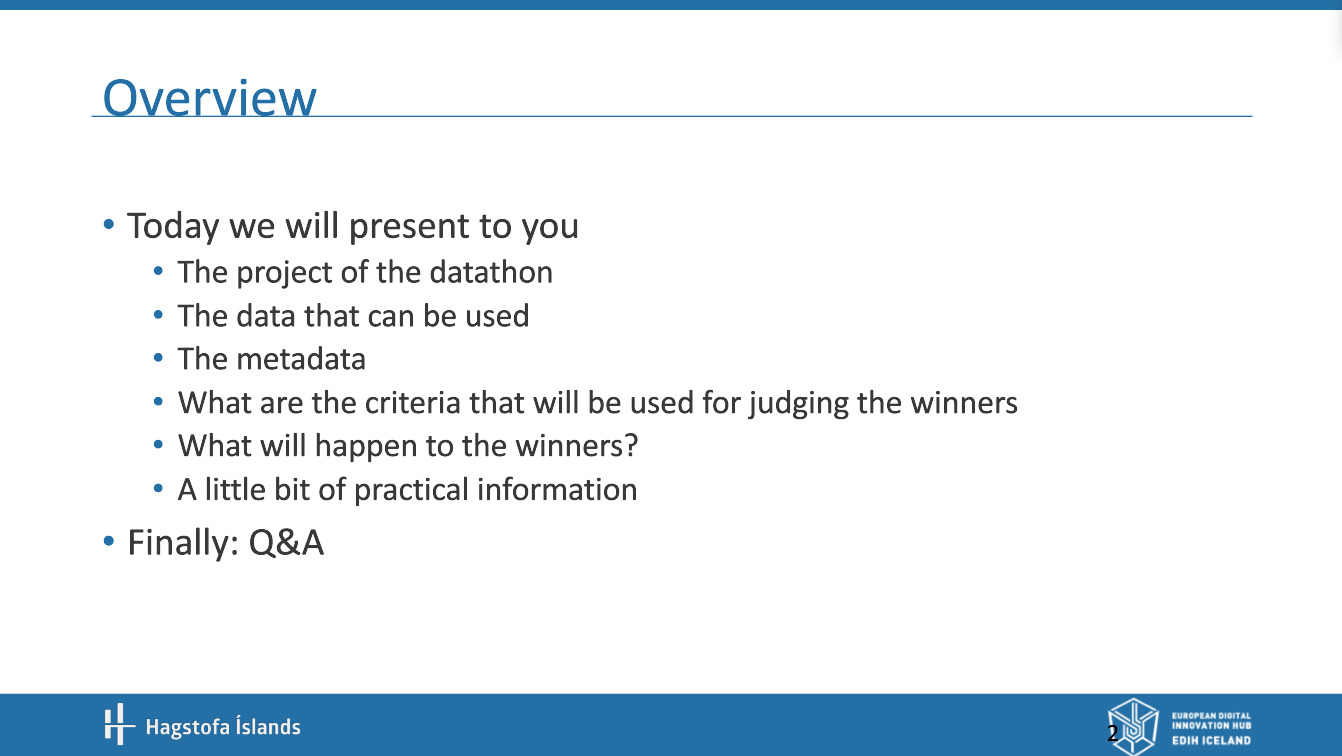 Overview
• Today we will present to you
• The project of the datathon
• The data that can be used
• The metadata
• What are the criteria that will be used for judging the winners
• What will happen to the winners?
• A little bit of practical information
• Finally: Q&A
Hagstofa Íslands
2
EUROPEAN DIGITAL
INNOVATION HUB
EDIH ICELAND